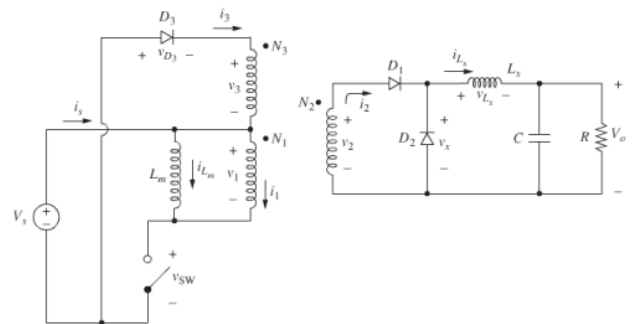 D3
i3
+ vD3 −
N3
+
v3
−
is
N1
Lm
iLm
+
v1
−
i1
Vs
+
−
+
vSW
−
N2
i2
+
v2
−
D1
D2
+
vx
−
iLx
Lx
+ vLx −
C
R
+
Vo
−